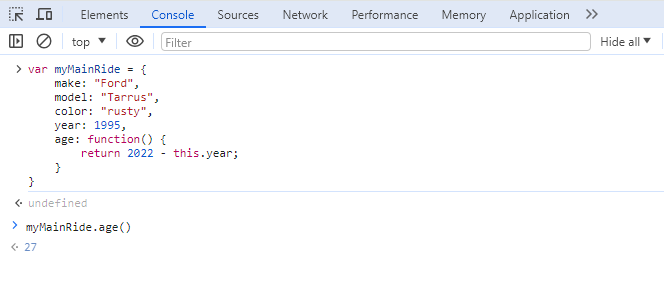 Elements Console Sources Network Performance Memory Application
top Filter Hide all
var myMainRide = {
make: "Ford",
model: "Tarrus",
color: "rusty",
year: 1995,
age: function() {
return 2022 - this.year;
}
}
undefined
myMainRide.age()
27